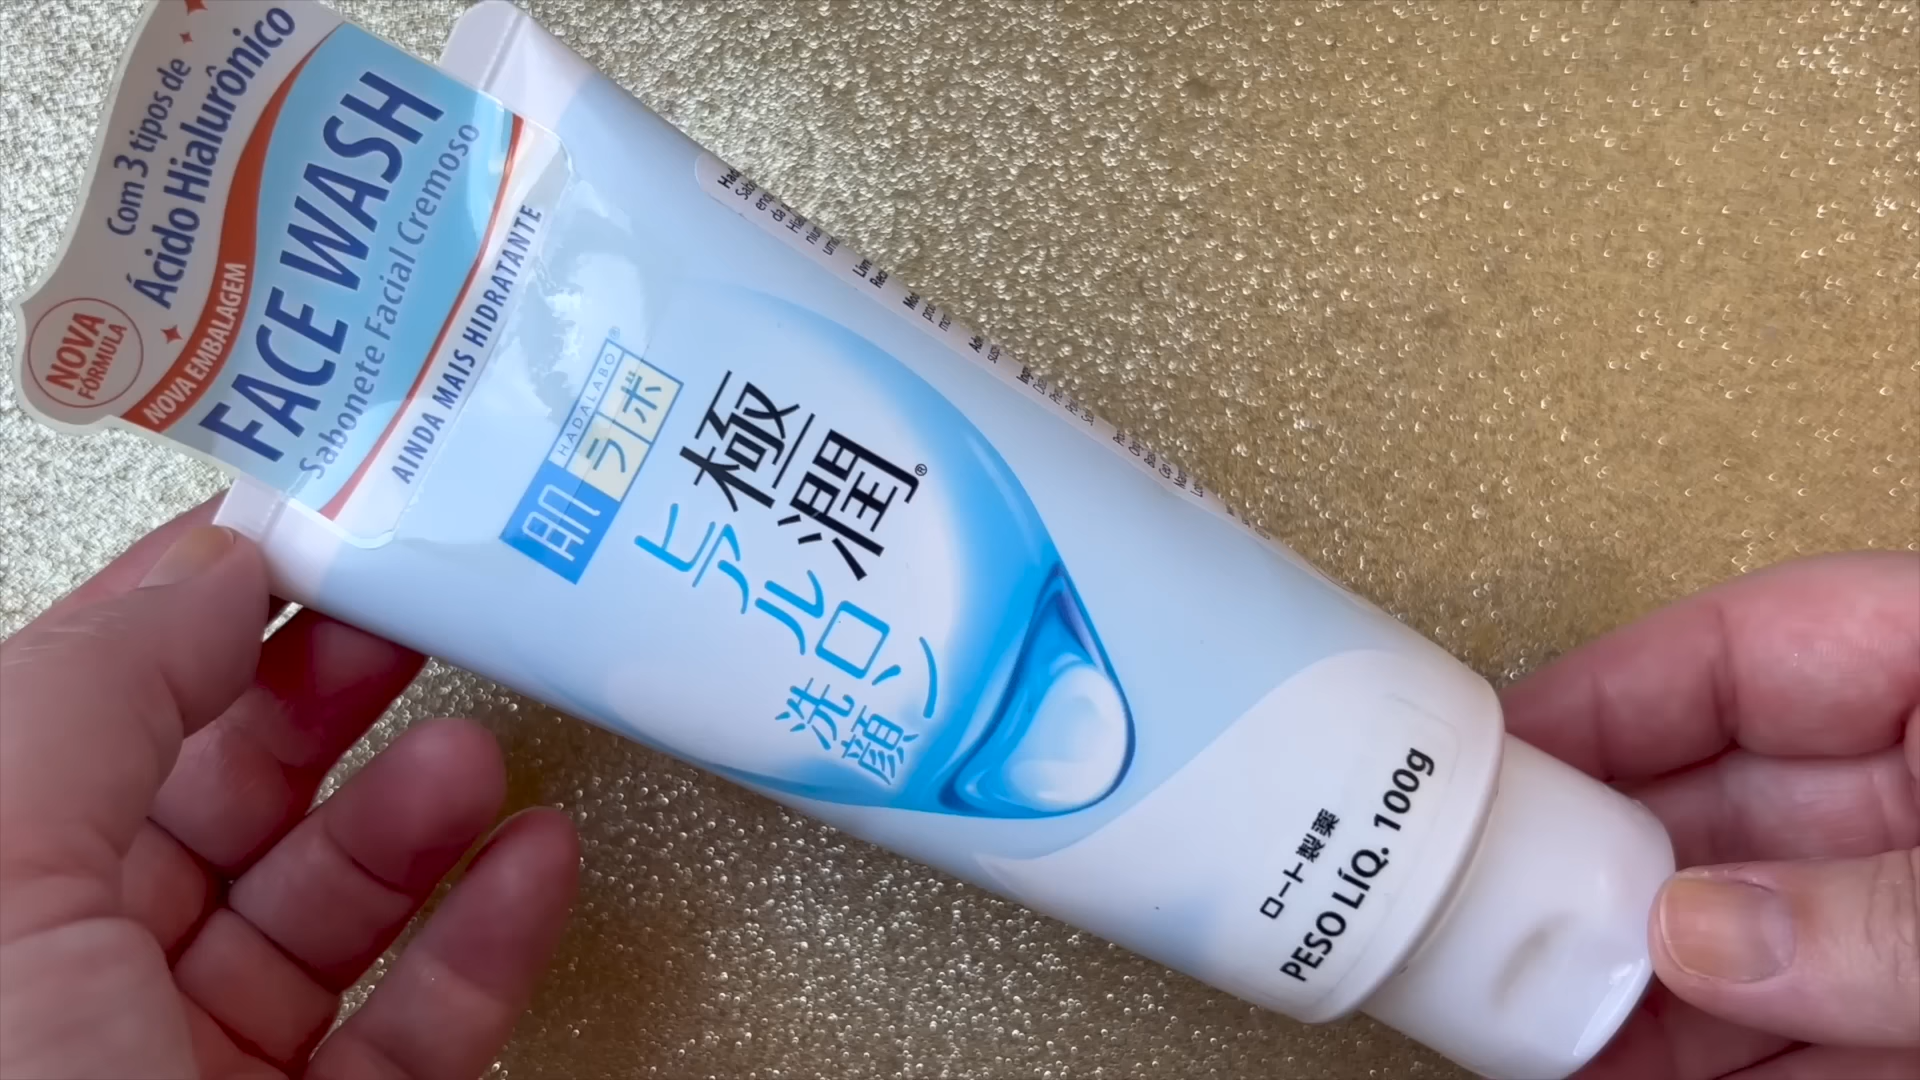 Com 3 tipos de
Ácido Hialurônico
NOVA
FÓRMULA
NOVA EMBALAGEM
FACE WASH
Sabonete Facial Cremoso
AINDA MAIS HIDRATANTE
HADALABO®
肌ラボ
極潤®
ヒアルロン
洗顔
ロート製薬
PESO LÍQ. 100g